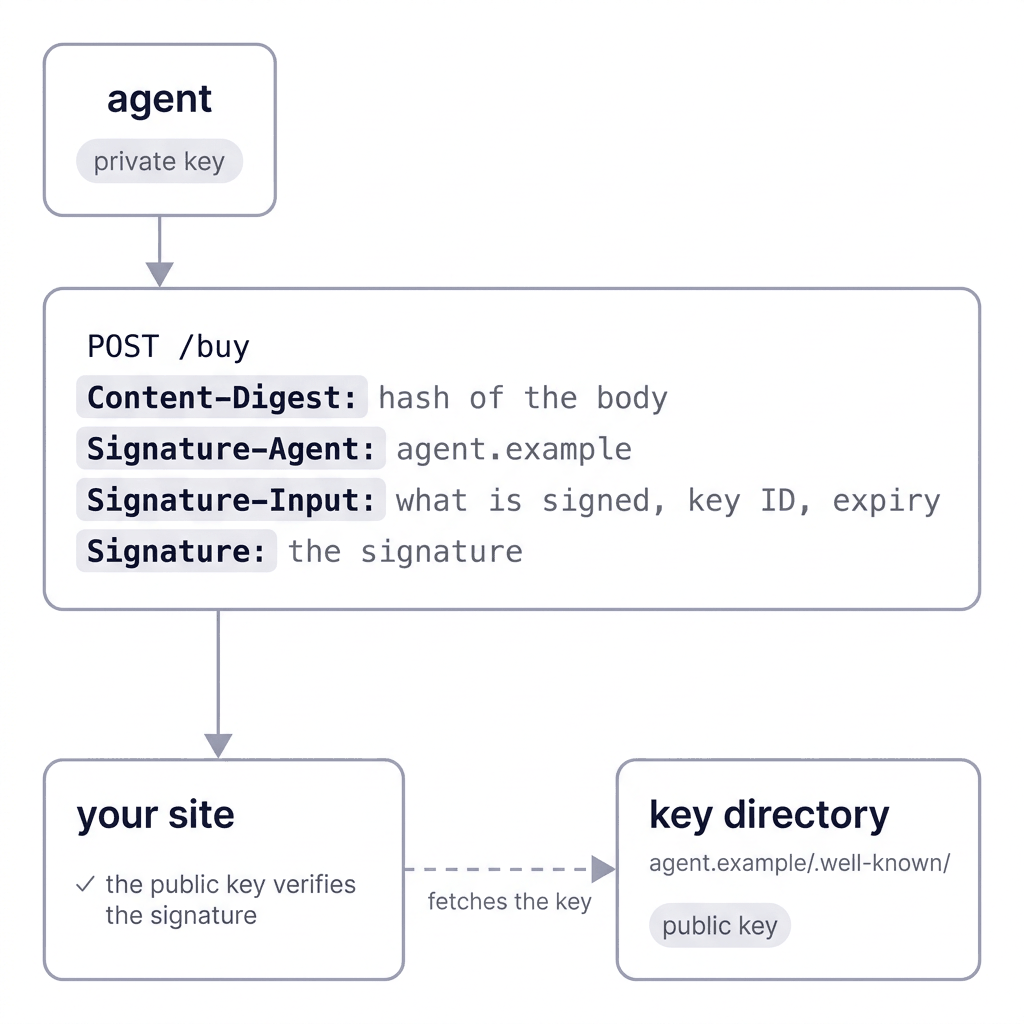 agent
private key
POST /buy
Content-Digest: hash of the body
Signature-Agent: agent.example
Signature-Input: what is signed, key ID, expiry
Signature: the signature
your site
✓ the public key verifies
the signature
fetches the key
key directory
agent.example/.well-known/
public key